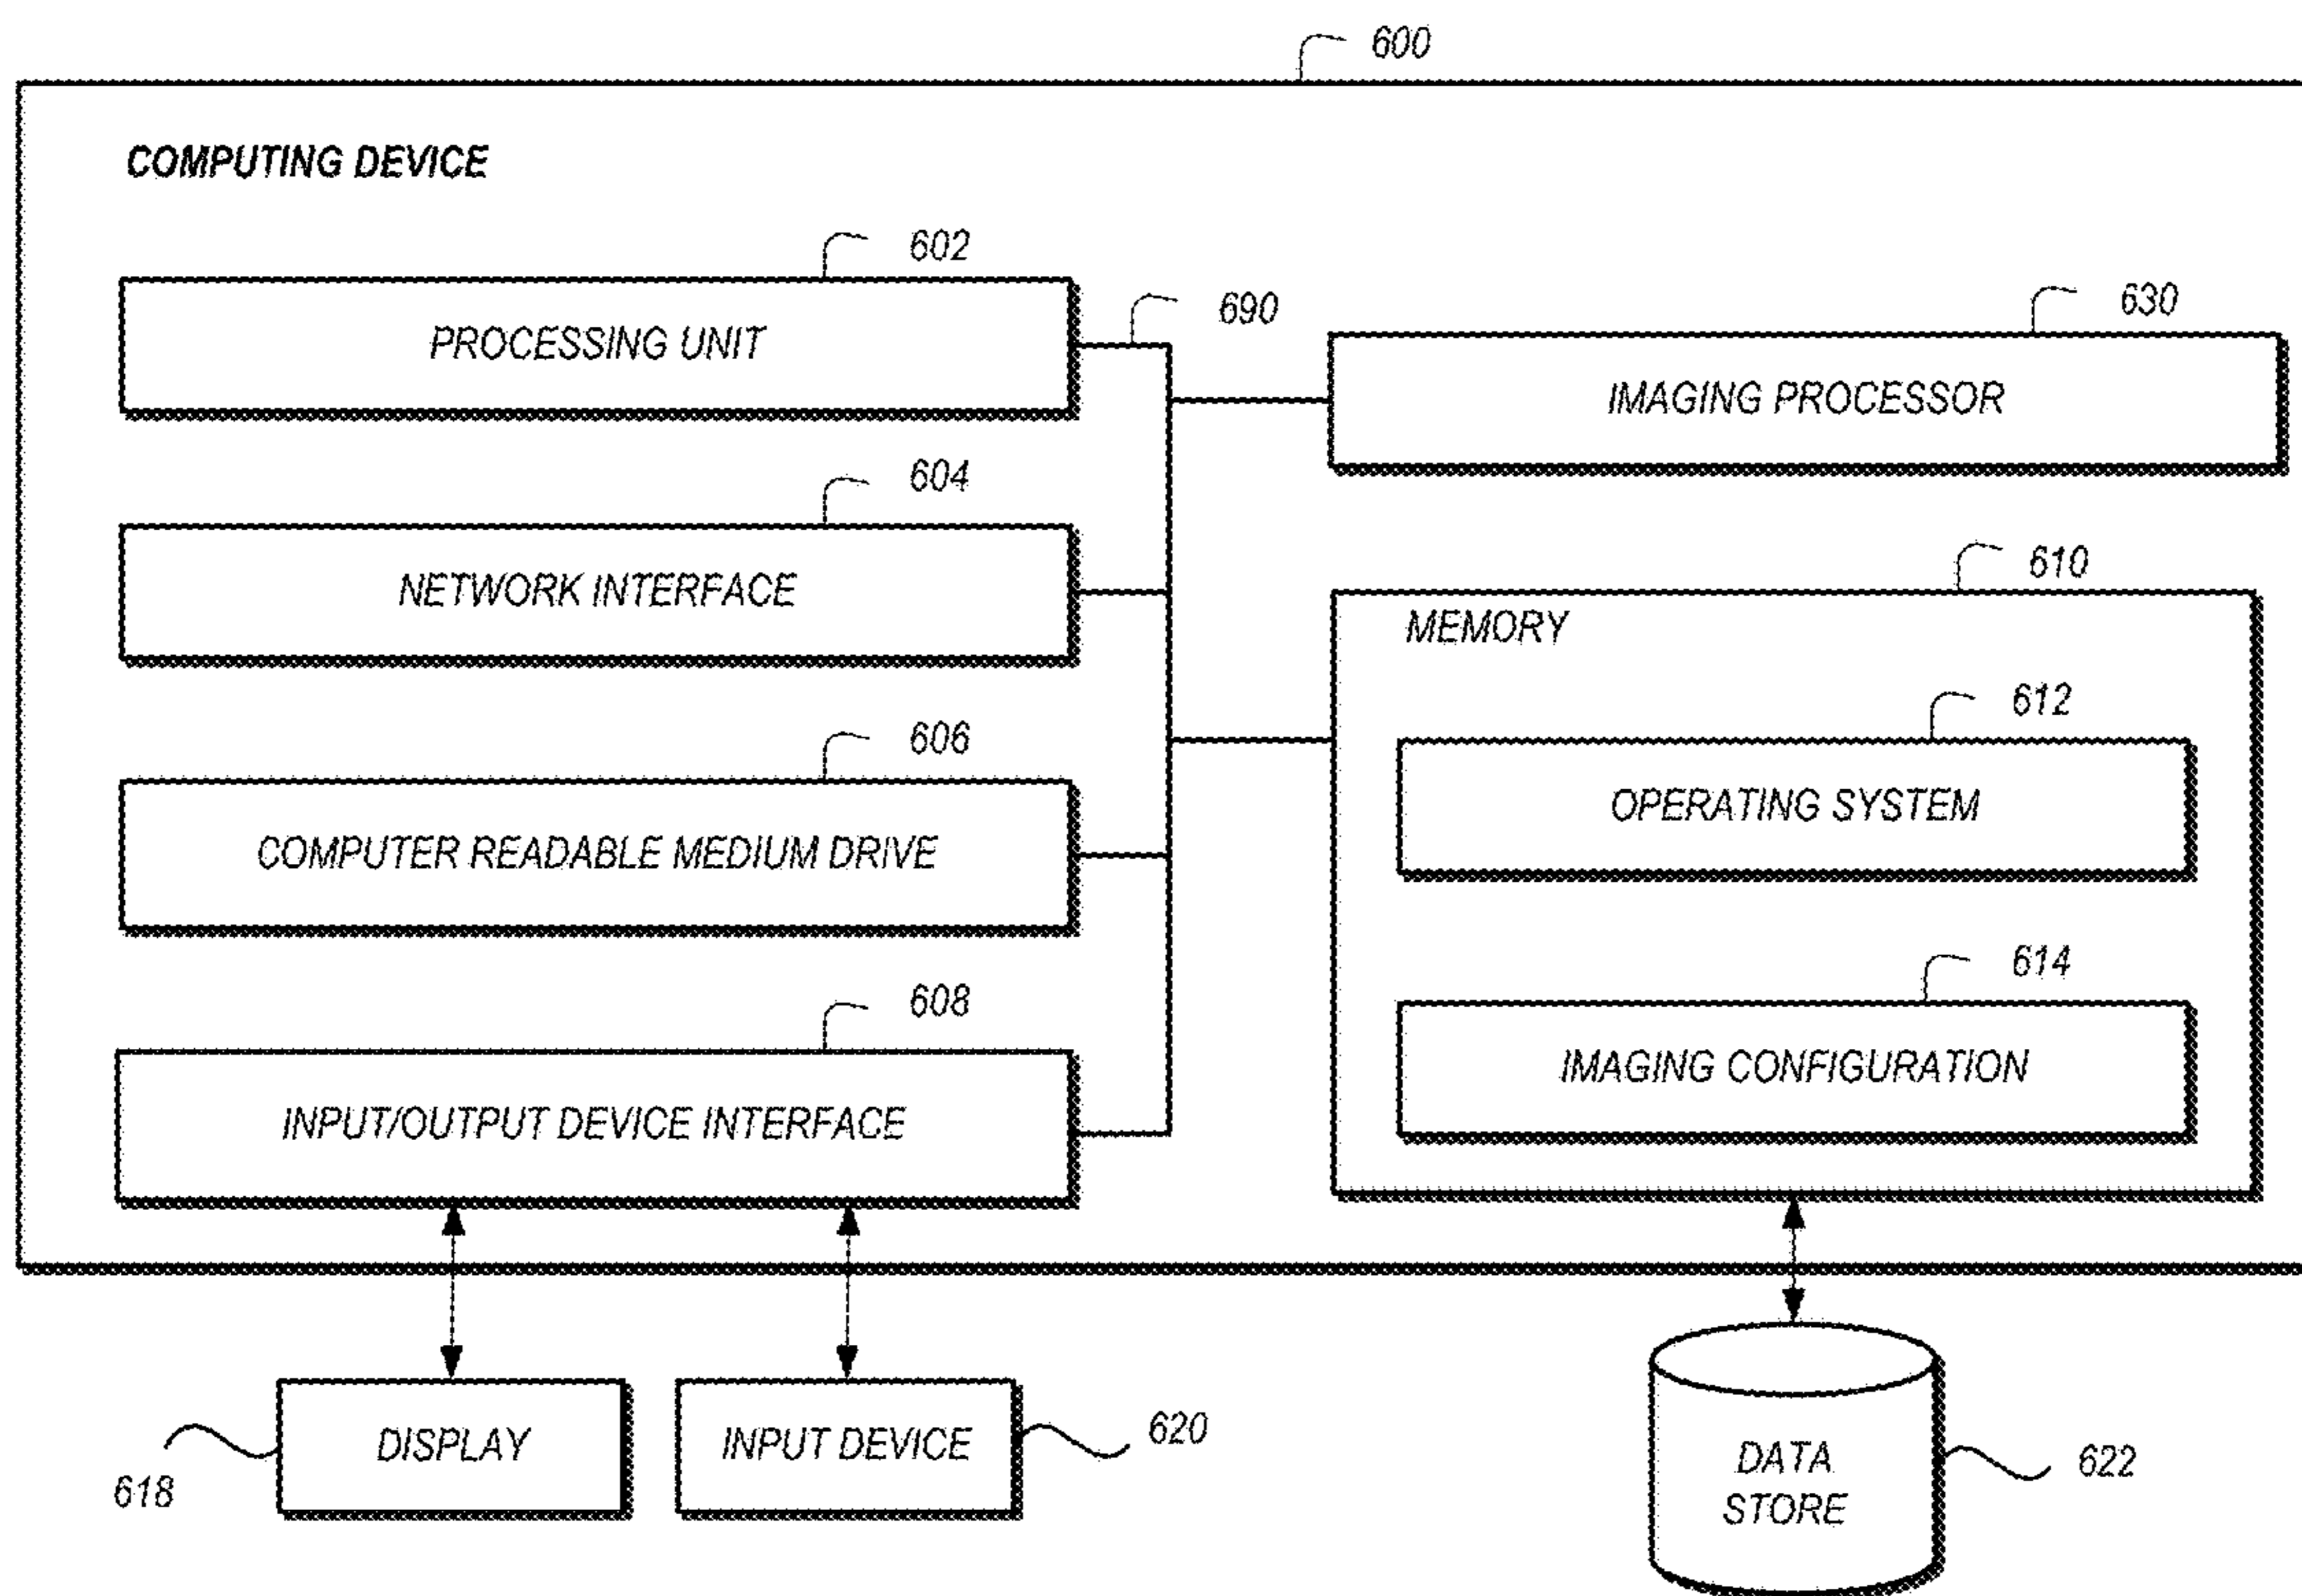 600
COMPUTING DEVICE
602
PROCESSING UNIT
690
630
IMAGING PROCESSOR
604
NETWORK INTERFACE
610
MEMORY
612
OPERATING SYSTEM
606
COMPUTER READABLE MEDIUM DRIVE
614
IMAGING CONFIGURATION
608
INPUT/OUTPUT DEVICE INTERFACE
618
DISPLAY
INPUT DEVICE
620
DATA
STORE
622